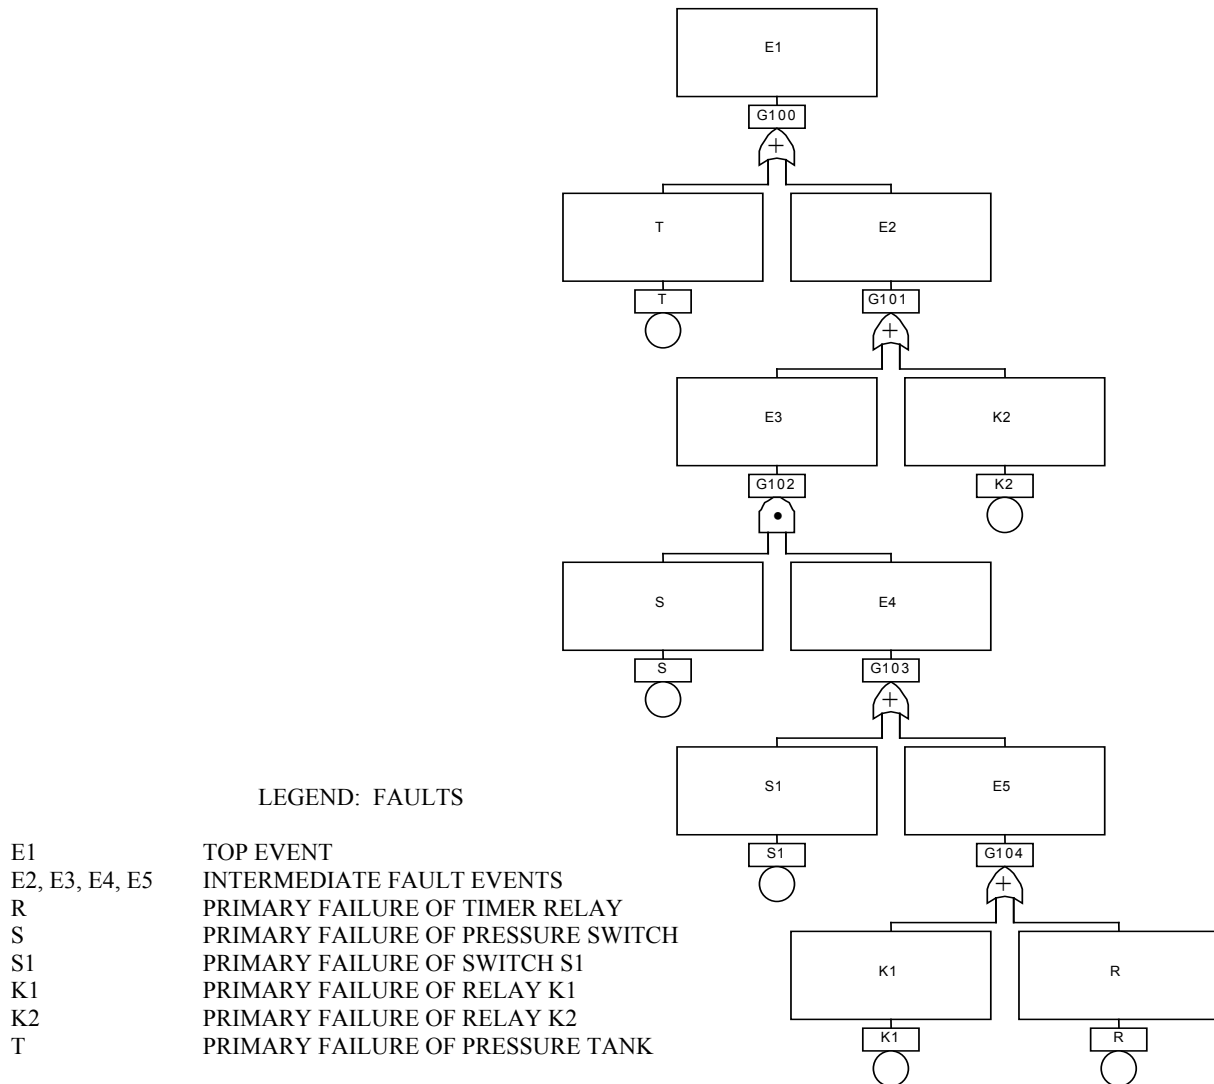 E1
G100
T
E2
T
G101
E3
K2
G102
K2
S
E4
S
G103
S1
E5
S1
G104
K1
R
K1
R
LEGEND: FAULTS
E1 TOP EVENT
E2, E3, E4, E5 INTERMEDIATE FAULT EVENTS
R PRIMARY FAILURE OF TIMER RELAY
S PRIMARY FAILURE OF PRESSURE SWITCH
S1 PRIMARY FAILURE OF SWITCH S1
K1 PRIMARY FAILURE OF RELAY K1
K2 PRIMARY FAILURE OF RELAY K2
T PRIMARY FAILURE OF PRESSURE TANK